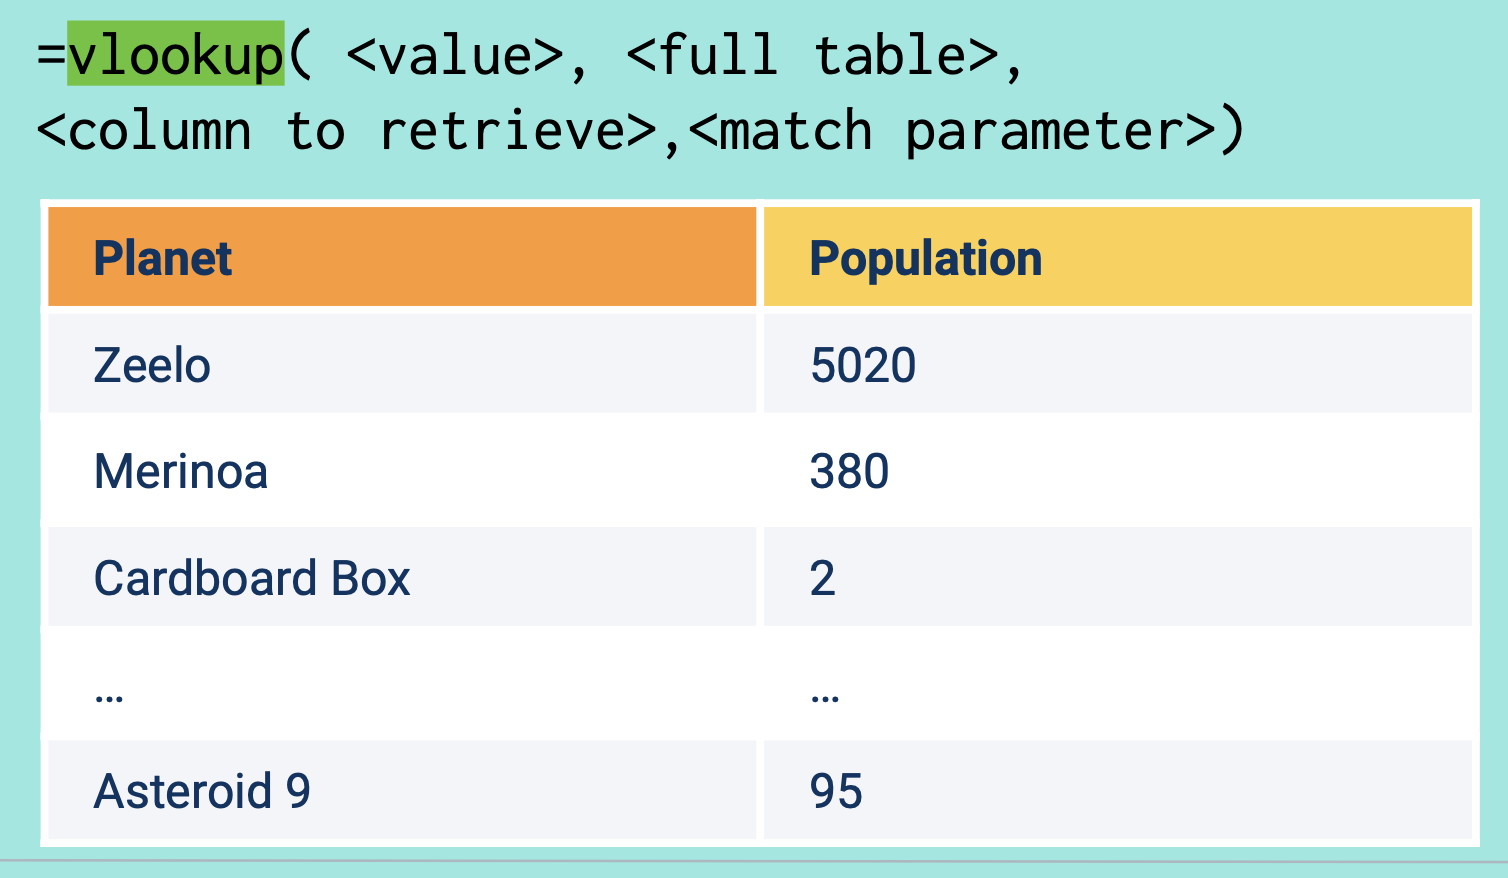 =vlookup( <value>, <full table>,
<column to retrieve>,<match parameter>)
Planet Population
Zeelo 5020
Merinoa 380
Cardboard Box 2
… …
Asteroid 9 95